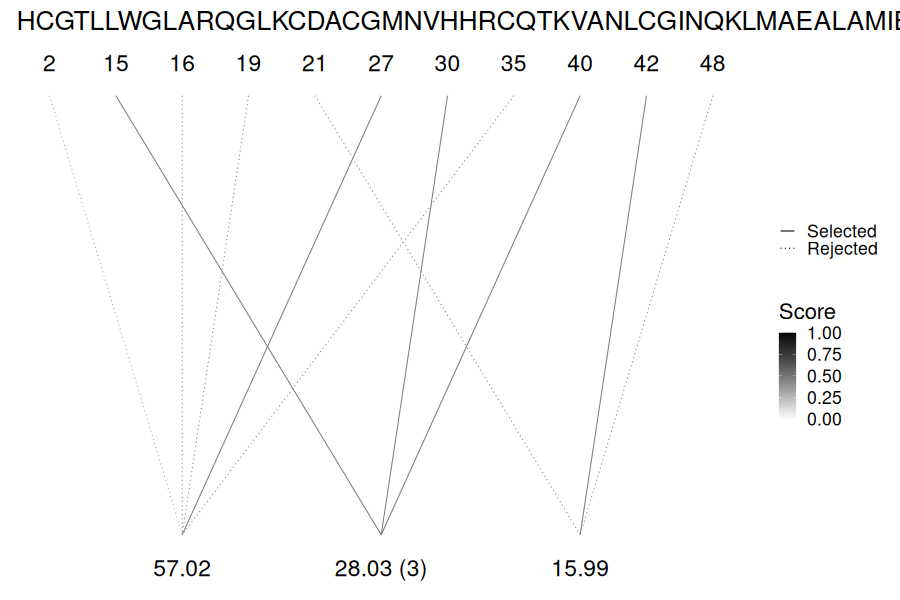 HCGTLLWGLARQGLKCDACGMNVHHRCQTKVANLCGINQKLMAEALAMIE
2 15 16 19 21 27 30 35 40 42 48
Selected
Rejected
Score
1.00
0.75
0.50
0.25
0.00
57.02 28.03 (3) 15.99